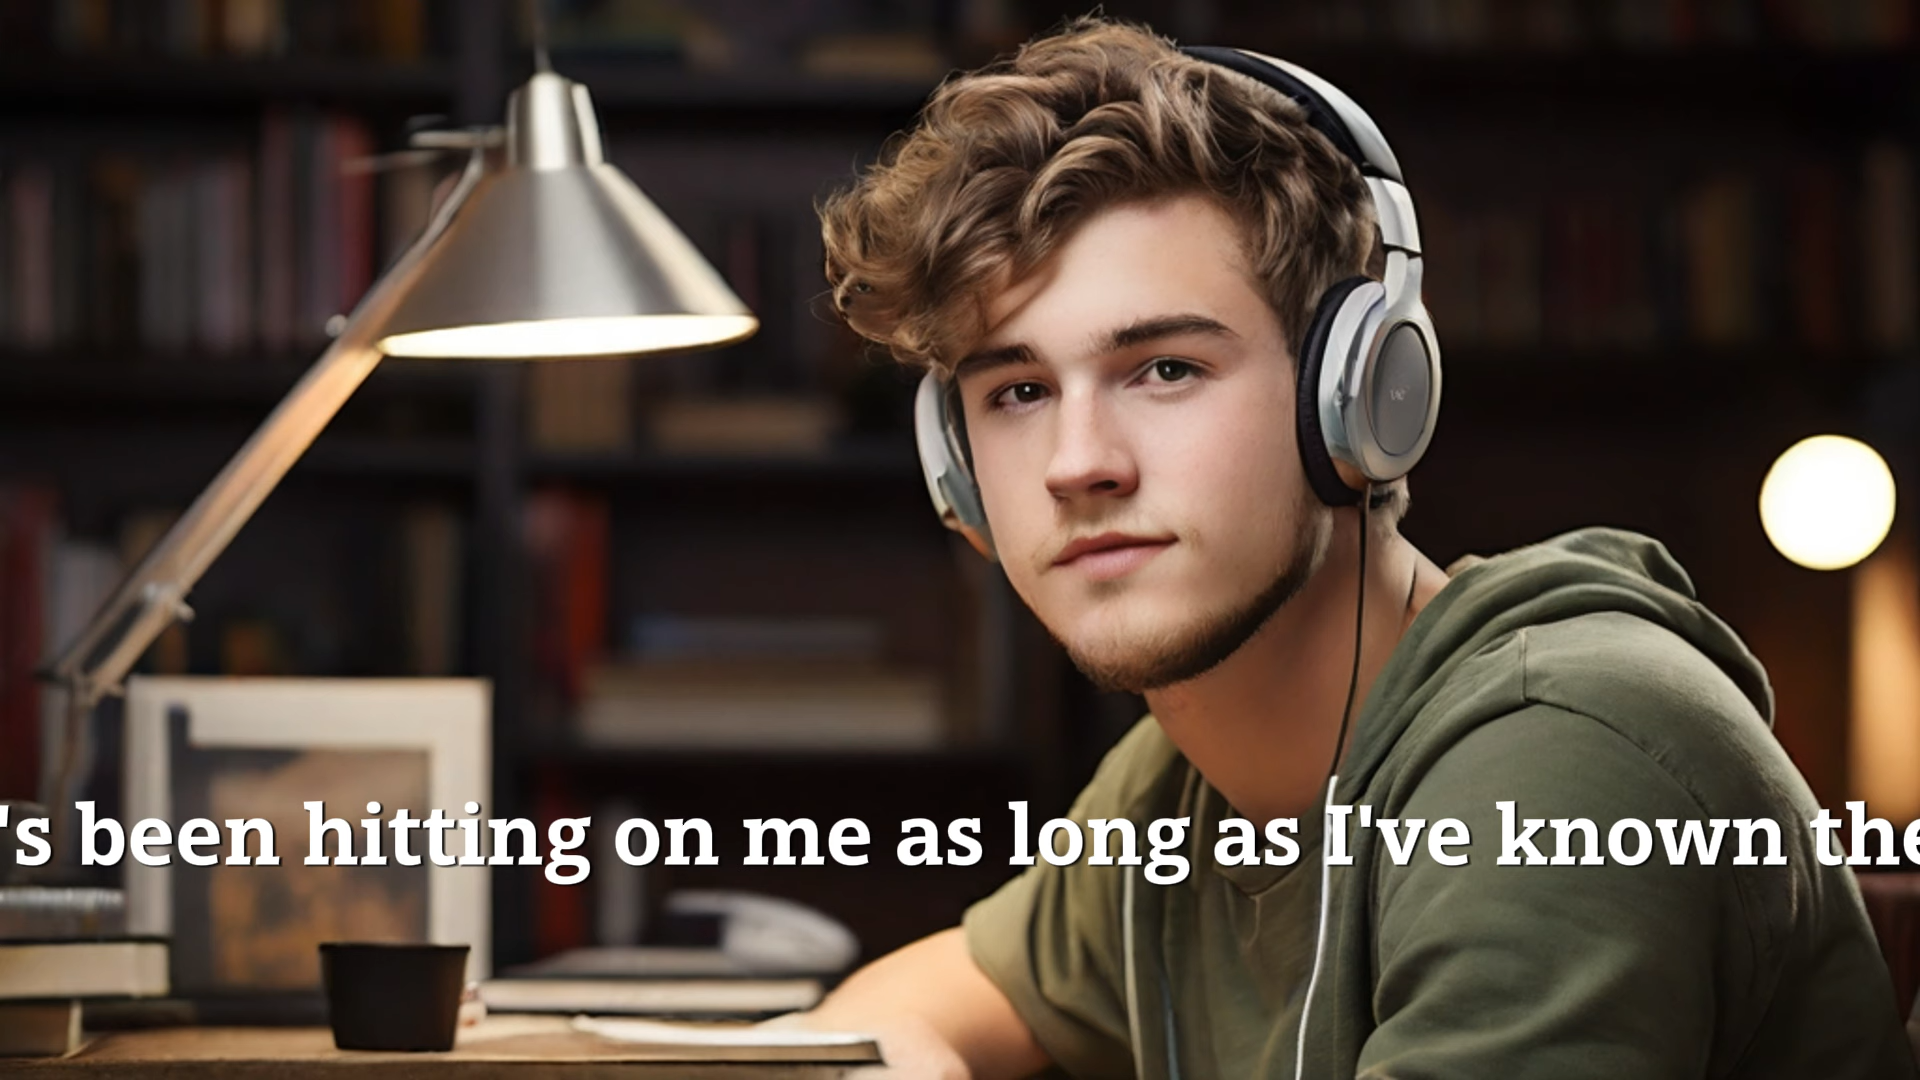 's been hitting on me as long as I've known the